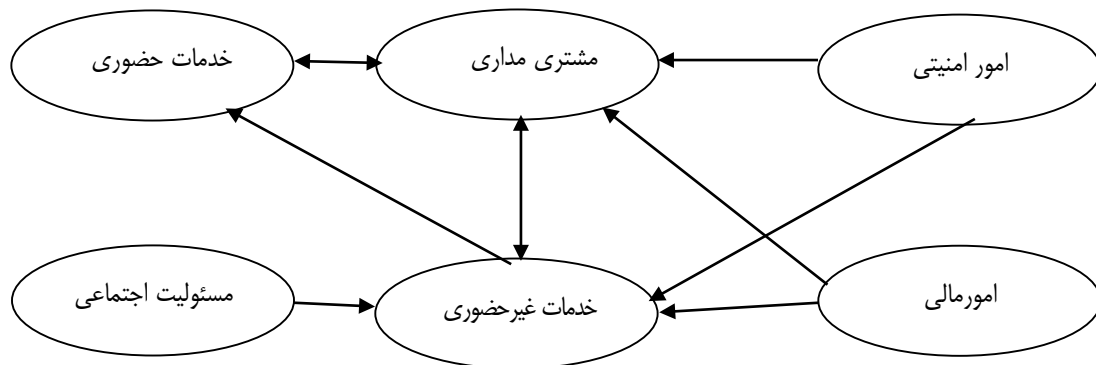 امور امنیتی
مشتری مداری
خدمات حضوری
امورمالی
خدمات غیرحضوری
مسئولیت اجتماعی